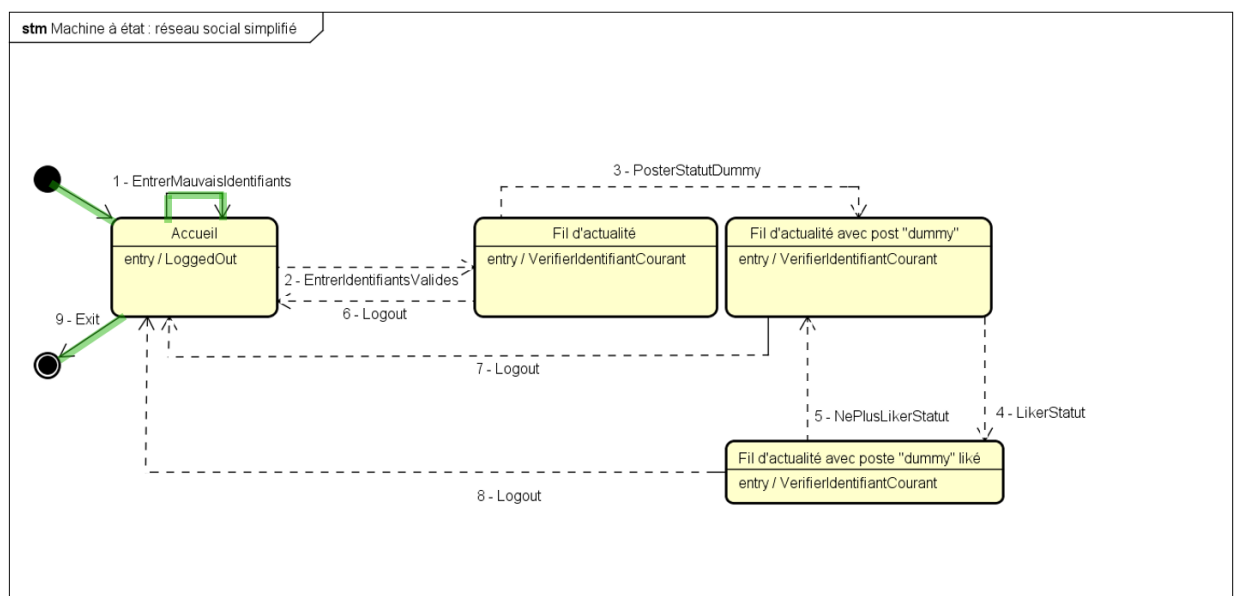 stm Machine à état : réseau social simplifié
3 - PosterStatutDummy
1 - EntrerMauvaisIdentifiants
Accueil
entry / LoggedOut
Fil d'actualité
entry / VerifierIdentifiantCourant
Fil d'actualité avec post "dummy"
entry / VerifierIdentifiantCourant
2 - EntrerIdentifiantsValides
6 - Logout
9 - Exit
7 - Logout
5 - NePlusLikerStatut
4 - LikerStatut
Fil d'actualité avec poste "dummy" liké
entry / VerifierIdentifiantCourant
8 - Logout